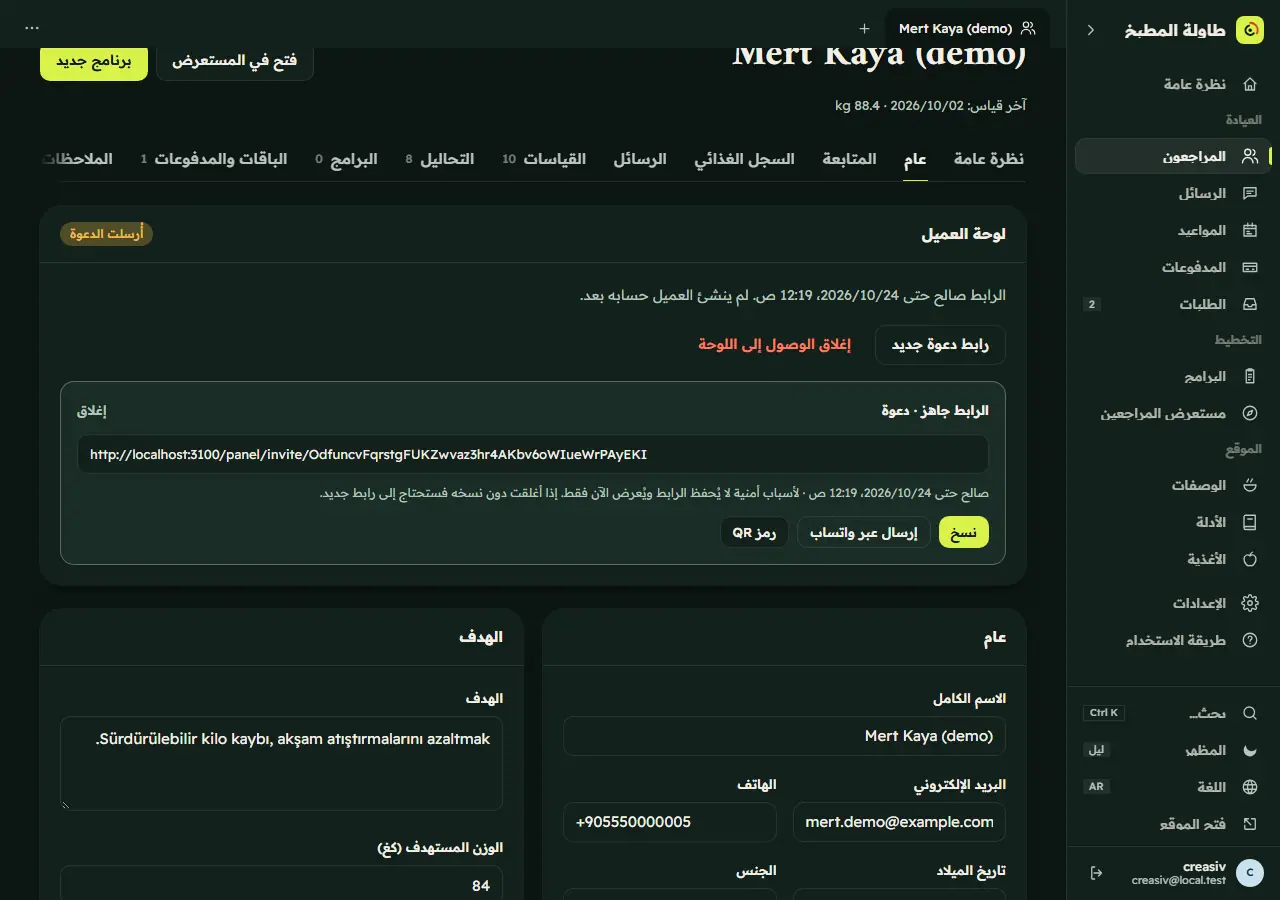 طاولة المطبخ
نظرة عامة
العيادة
المراجعون
الرسائل
المواعيد
المدفوعات
الطلبات 2
التخطيط
البرامج
مستعرض المراجعين
الموقع
الوصفات
الأدلة
الأغذية
الإعدادات
طريقة الاستخدام
بحث... Ctrl K
المظهر ليل
اللغة AR
فتح الموقع
creasiv
creasiv@local.test
C
Mert Kaya (demo)
Mert Kaya (demo)
فتح في المستعرض
برنامج جديد
آخر قياس: 2026/10/02 · 88.4 kg
نظرة عامة
عام
المتابعة
السجل الغذائي
الرسائل
القياسات 10
التحاليل 8
البرامج 0
الباقات والمدفوعات 1
الملاحظات
لوحة العميل
أُرسلت الدعوة
الرابط صالح حتى 2026/10/24، 12:19 ص. لم ينشئ العميل حسابه بعد.
رابط دعوة جديد
إغلاق الوصول إلى اللوحة
الرابط جاهز · دعوة
إغلاق
http://localhost:3100/panel/invite/OdfuncvFqrstgFUKZwvaz3hr4AKbv6oWIueWrPAyEKI
صالح حتى 2026/10/24، 12:19 ص · لأسباب أمنية لا يُحفظ الرابط ويُعرض الآن فقط. إذا أغلقت دون نسخه فستحتاج إلى رابط جديد.
نسخ
إرسال عبر واتساب
رمز QR
عام
الاسم الكامل
Mert Kaya (demo)
البريد الإلكتروني
mert.demo@example.com
الهاتف
+905550000005
تاريخ الميلاد
الجنس
الهدف
الهدف
Sürdürülebilir kilo kaybı, akşam atıştırmalarını azaltmak.
الوزن المستهدف (كغ)
84